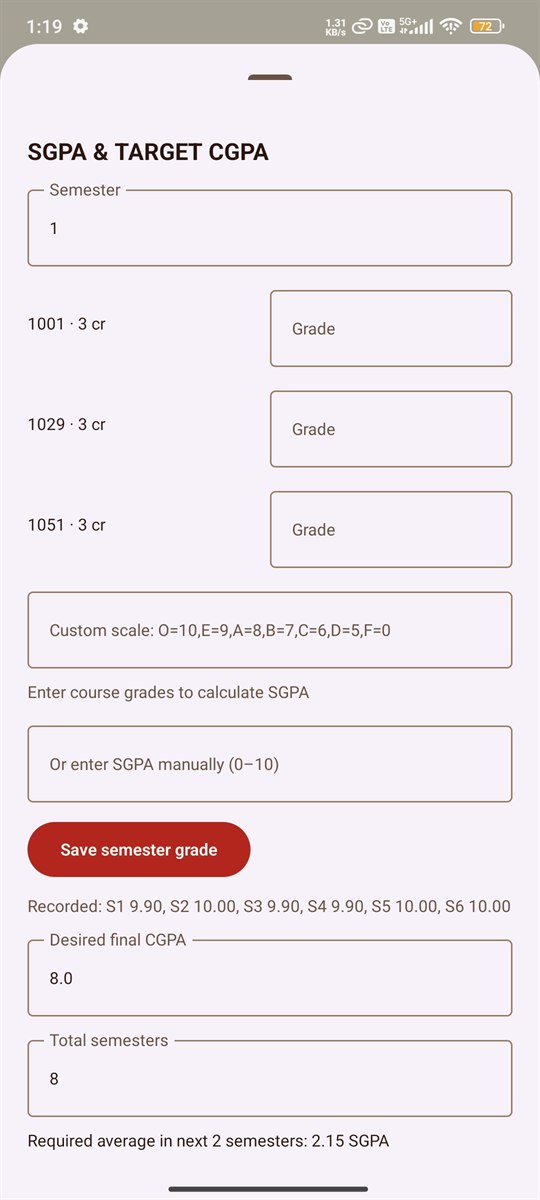 1:19
1.31 KB/s
Vo LTE
5G+
72
SGPA & TARGET CGPA
Semester
1
1001 · 3 cr
Grade
1029 · 3 cr
Grade
1051 · 3 cr
Grade
Custom scale: O=10,E=9,A=8,B=7,C=6,D=5,F=0
Enter course grades to calculate SGPA
Or enter SGPA manually (0–10)
Save semester grade
Recorded: S1 9.90, S2 10.00, S3 9.90, S4 9.90, S5 10.00, S6 10.00
Desired final CGPA
8.0
Total semesters
8
Required average in next 2 semesters: 2.15 SGPA